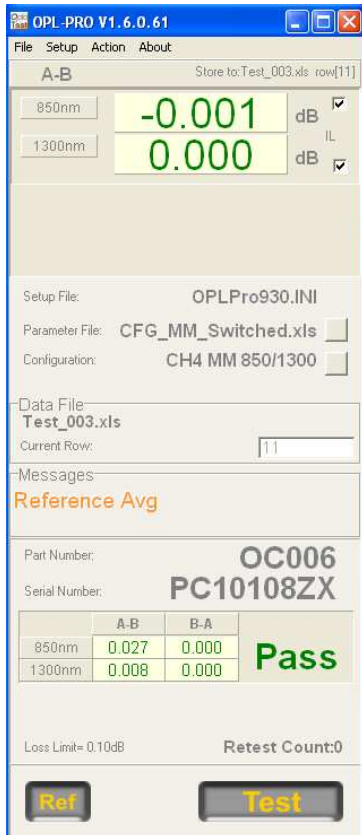 OPL-PRO V1.6.0.61
File Setup Action About
A-B Store to:Test_003.xls row[11]
850nm -0.001 dB
IL
1300nm 0.000 dB
Setup File: OPLPro930.INI
Parameter File: CFG_MM_Switched.xls
Configuration: CH4 MM 850/1300
Data File
Test_003.xls
Current Row: 11
Messages
Reference Avg
Part Number: OC006
Serial Number: PC10108ZX
A-B B-A
850nm 0.027 0.000 Pass
1300nm 0.008 0.000
Loss Limit= 0.10dB Retest Count:0
Ref Test